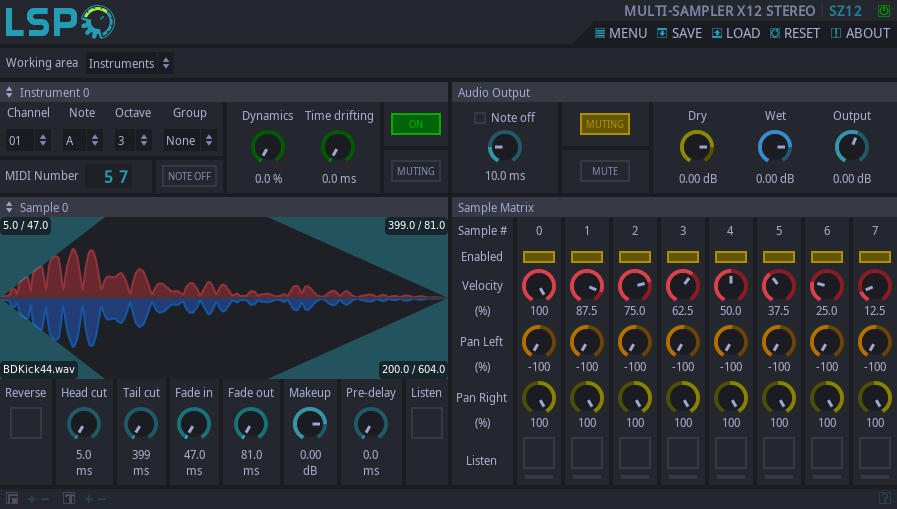 LSP
MULTI-SAMPLER X12 STEREO SZ12
MENU SAVE LOAD RESET ABOUT
Working area Instruments
Instrument 0
Channel Note Octave Group
01 A 3 None
MIDI Number 57 NOTE OFF
Dynamics Time drifting
0.0 % 0.0 ms
ON
MUTING
Audio Output
Note off
10.0 ms
MUTING
MUTE
Dry Wet Output
0.00 dB 0.00 dB 0.00 dB
Sample 0
5.0 / 47.0 399.0 / 81.0
BDKick44.wav 200.0 / 604.0
Reverse Head cut Tail cut Fade in Fade out Makeup Pre-delay Listen
5.0 399 47.0 81.0 0.00 0.0
ms ms ms ms dB ms
Sample Matrix
Sample # 0 1 2 3 4 5 6 7
Enabled
Velocity
(%) 100 87.5 75.0 62.5 50.0 37.5 25.0 12.5
Pan Left
(%) -100 -100 -100 -100 -100 -100 -100 -100
Pan Right
(%) 100 100 100 100 100 100 100 100
Listen